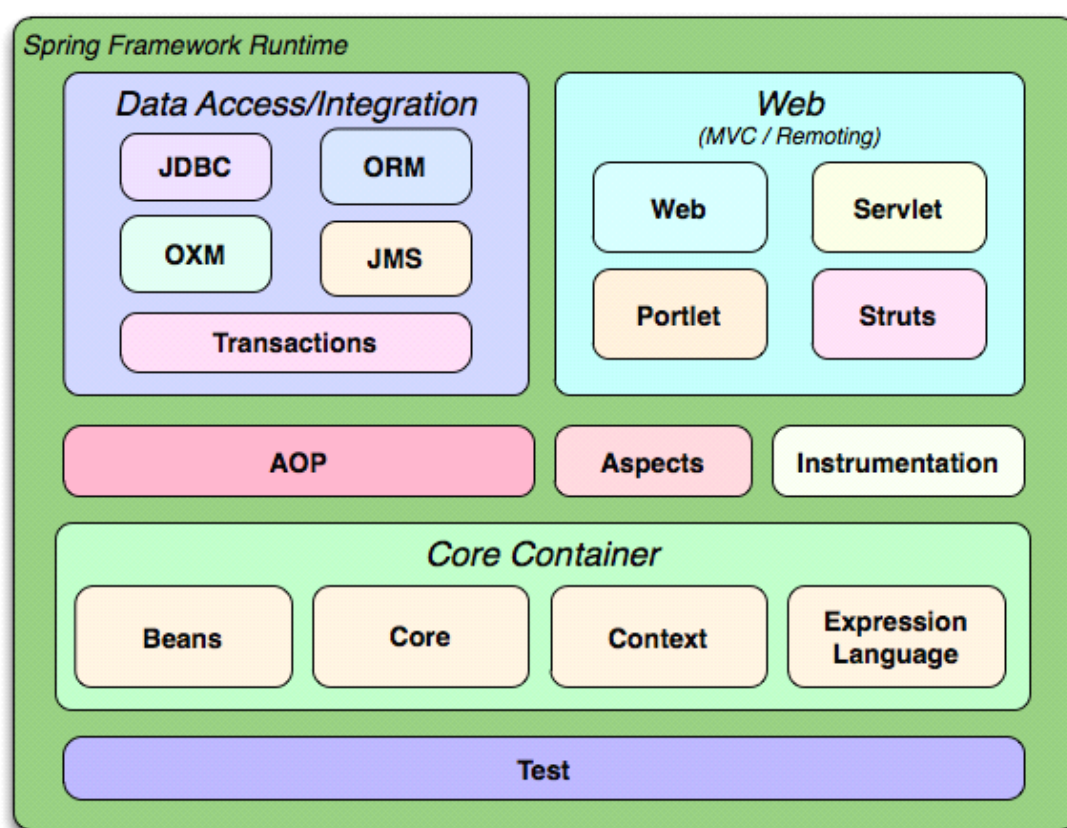 Spring Framework Runtime
Data Access/Integration
JDBC
ORM
OXM
JMS
Transactions
Web
(MVC / Remoting)
Web
Servlet
Portlet
Struts
AOP
Aspects
Instrumentation
Core Container
Beans
Core
Context
Expression
Language
Test